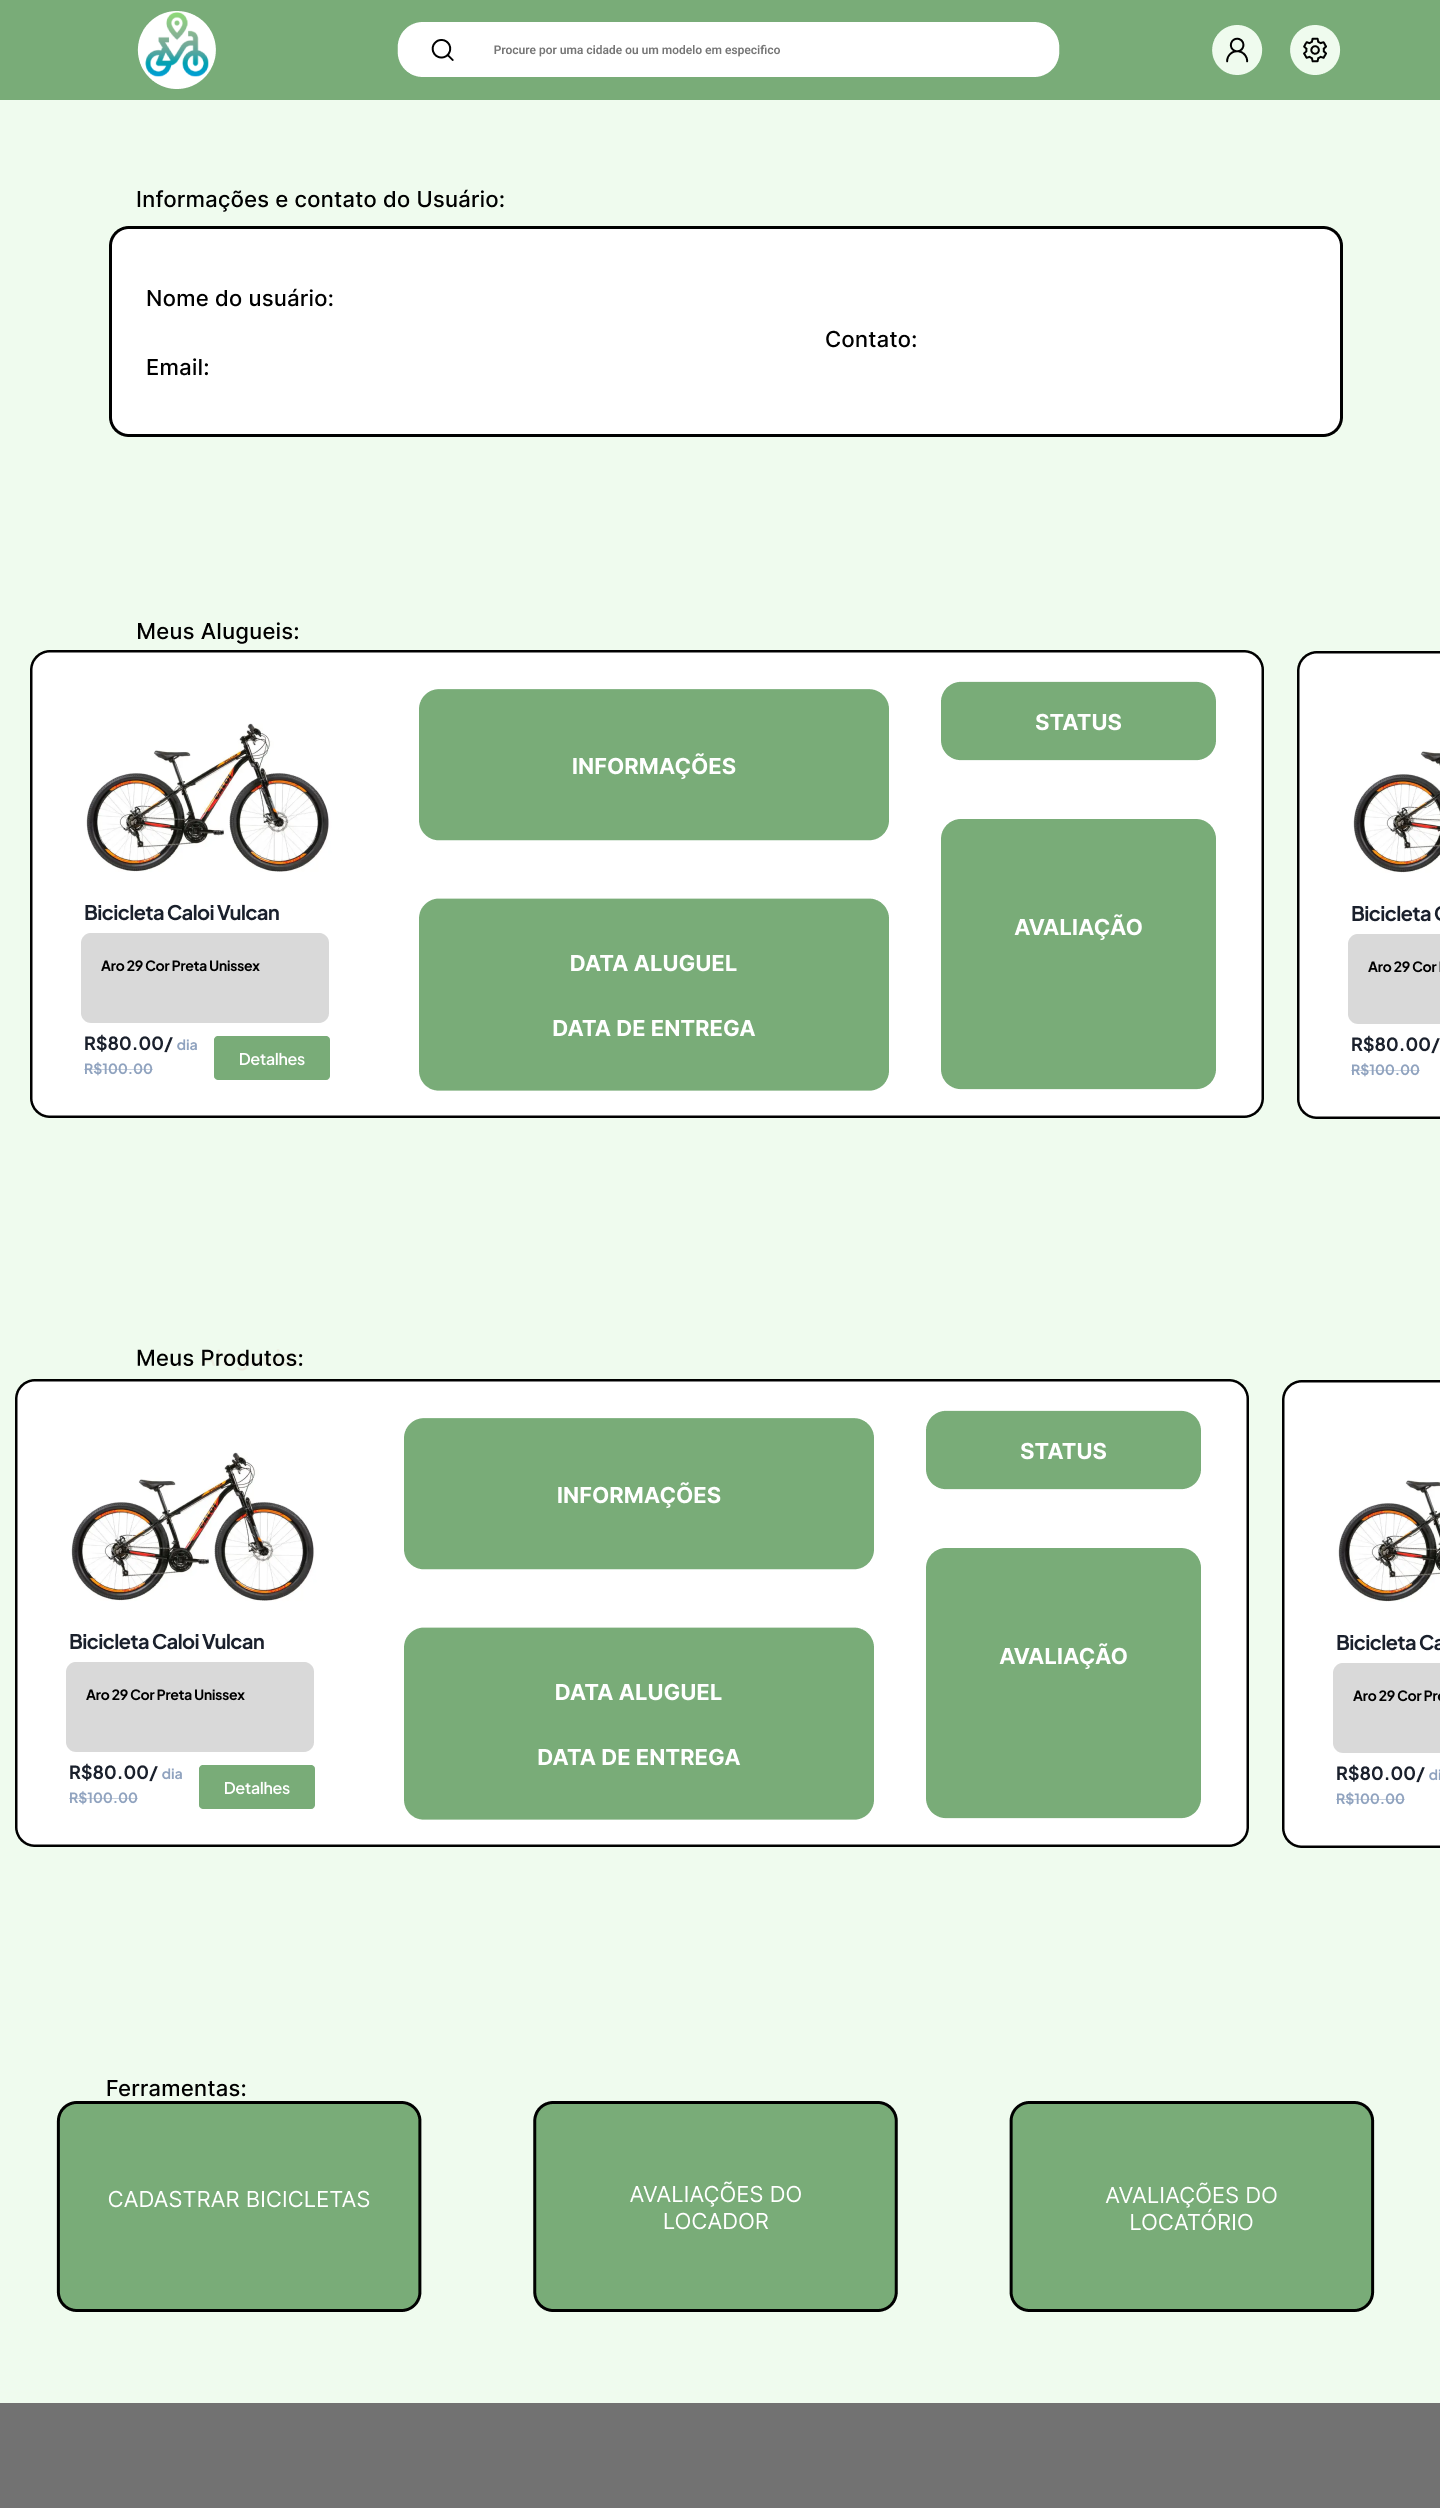 Procure por uma cidade ou um modelo em especifico
Informações e contato do Usuário:
Nome do usuário:
Contato:
Email:
Meus Alugueis:
INFORMAÇÕES
STATUS
AVALIAÇÃO
DATA ALUGUEL
DATA DE ENTREGA
Bicicleta Caloi Vulcan
Aro 29 Cor Preta Unissex
R$80.00/ dia
R$100.00
Detalhes
Bicicleta
Aro 29 Cor
R$80.00/
R$100.00
Meus Produtos:
INFORMAÇÕES
STATUS
AVALIAÇÃO
DATA ALUGUEL
DATA DE ENTREGA
Bicicleta Caloi Vulcan
Aro 29 Cor Preta Unissex
R$80.00/ dia
R$100.00
Detalhes
Bicicleta Ca
Aro 29 Cor Pre
R$80.00/ di
R$100.00
Ferramentas:
CADASTRAR BICICLETAS
AVALIAÇÕES DO
LOCADOR
AVALIAÇÕES DO
LOCATÓRIO